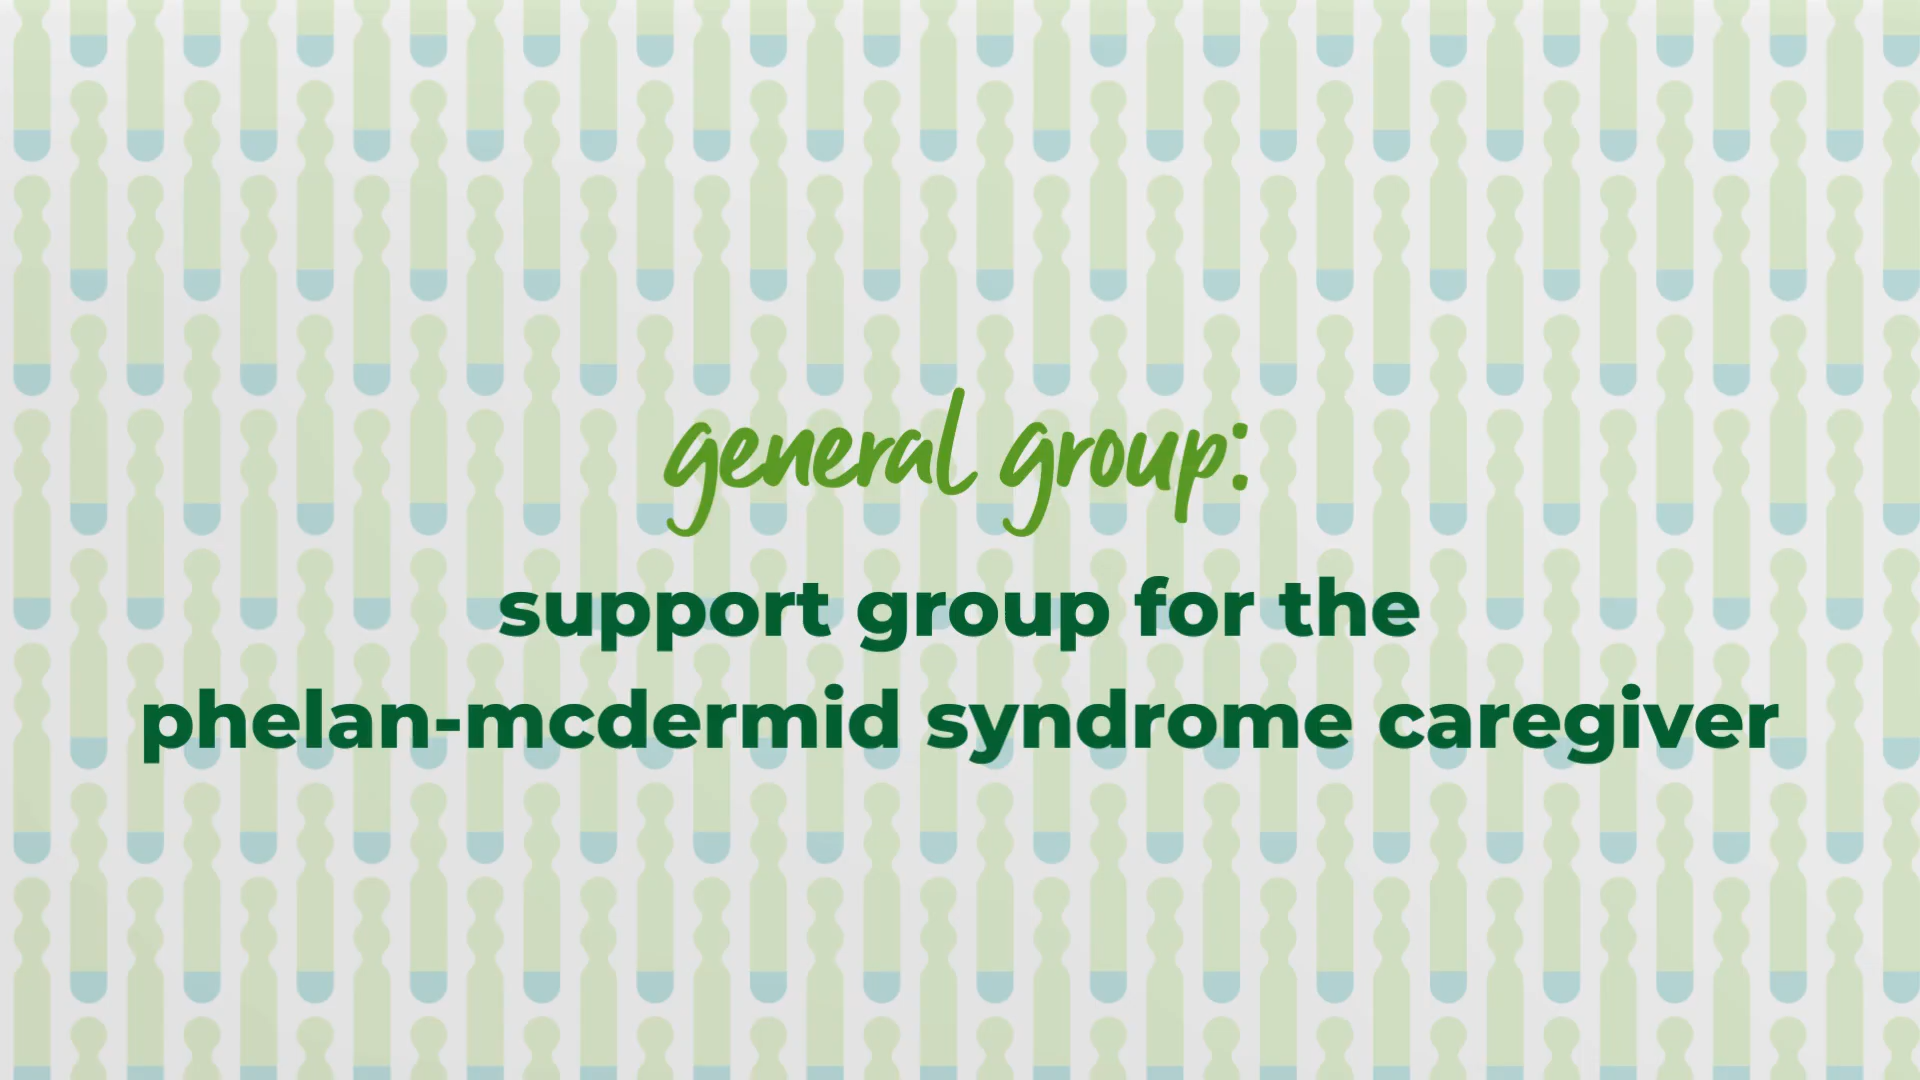 general group:
support group for the
phelan-mcdermid syndrome caregiver